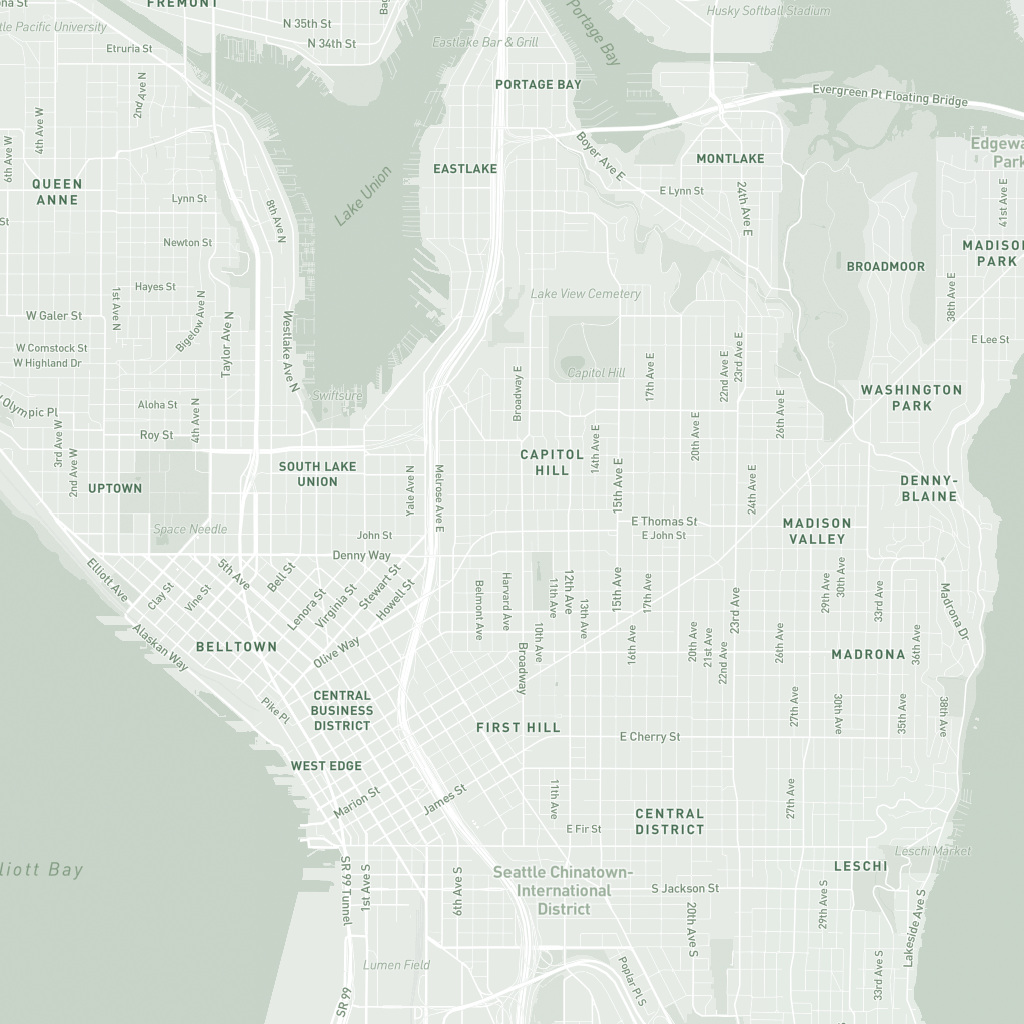 FREMONT
N 35th St
N 34th St
Etruria St
2nd Ave N
4th Ave W
6th Ave W
QUEEN
ANNE
Lynn St
8th Ave N
Newton St
Hayes St
W Galer St
1st Ave N
Bigelow Ave N
Taylor Ave N
Westlake Ave N
W Comstock St
W Highland Dr
Olympic Pl
Aloha St
Roy St
4th Ave N
3rd Ave W
2nd Ave W
UPTOWN
Lake Union
Swiftsure
Eastlake Bar & Grill
Portage Bay
Husky Softball Stadium
PORTAGE BAY
EASTLAKE
Evergreen Pt Floating Bridge
Boyer Ave E
MONTLAKE
E Lynn St
24th Ave E
41st Ave E
BROADMOOR
PARK
38th Ave E
E Lee St
Lake View Cemetery
Capitol Hill
Broadway E
17th Ave E
22nd Ave E
23rd Ave E
20th Ave E
26th Ave E
WASHINGTON
PARK
SOUTH LAKE
UNION
Yale Ave N
Melrose Ave E
CAPITOL
HILL
14th Ave E
15th Ave E
24th Ave E
DENNY-
BLAINE
Space Needle
John St
Denny Way
E Thomas St
E John St
MADISON
VALLEY
Elliott Ave
Clay St
Vine St
5th Ave
Bell St
Lenora St
Virginia St
Stewart St
Howell St
Olive Way
Alaskan Way
BELLTOWN
Belmont Ave
Harvard Ave
10th Ave
11th Ave
12th Ave
13th Ave
15th Ave
17th Ave
16th Ave
20th Ave
21st Ave
22nd Ave
23rd Ave
26th Ave
29th Ave
30th Ave
33rd Ave
36th Ave
Madrona Dr
MADRONA
Broadway
CENTRAL
BUSINESS
DISTRICT
Pike Pl
FIRST HILL
E Cherry St
27th Ave
30th Ave
35th Ave
38th Ave
WEST EDGE
Marion St
James St
11th Ave
E Fir St
CENTRAL
DISTRICT
27th Ave
Leschi Market
LESCHI
SR 99 Tunnel
1st Ave S
6th Ave S
Seattle Chinatown-
International
District
S Jackson St
20th Ave S
29th Ave S
33rd Ave S
Lakeside Ave S
Bay
Lumen Field
SR 99
Poplar Pl S